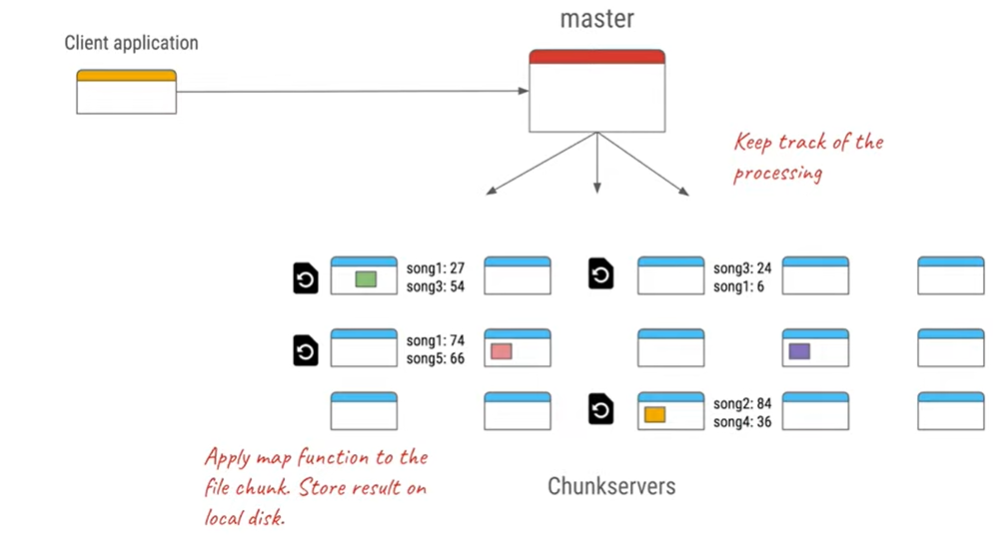 master
Client application
Keep track of the
processing
song1: 27
song3: 54
song3: 24
song1: 6
song1: 74
song5: 66
song2: 84
song4: 36
Apply map function to the
file chunk. Store result on
local disk.
Chunkservers